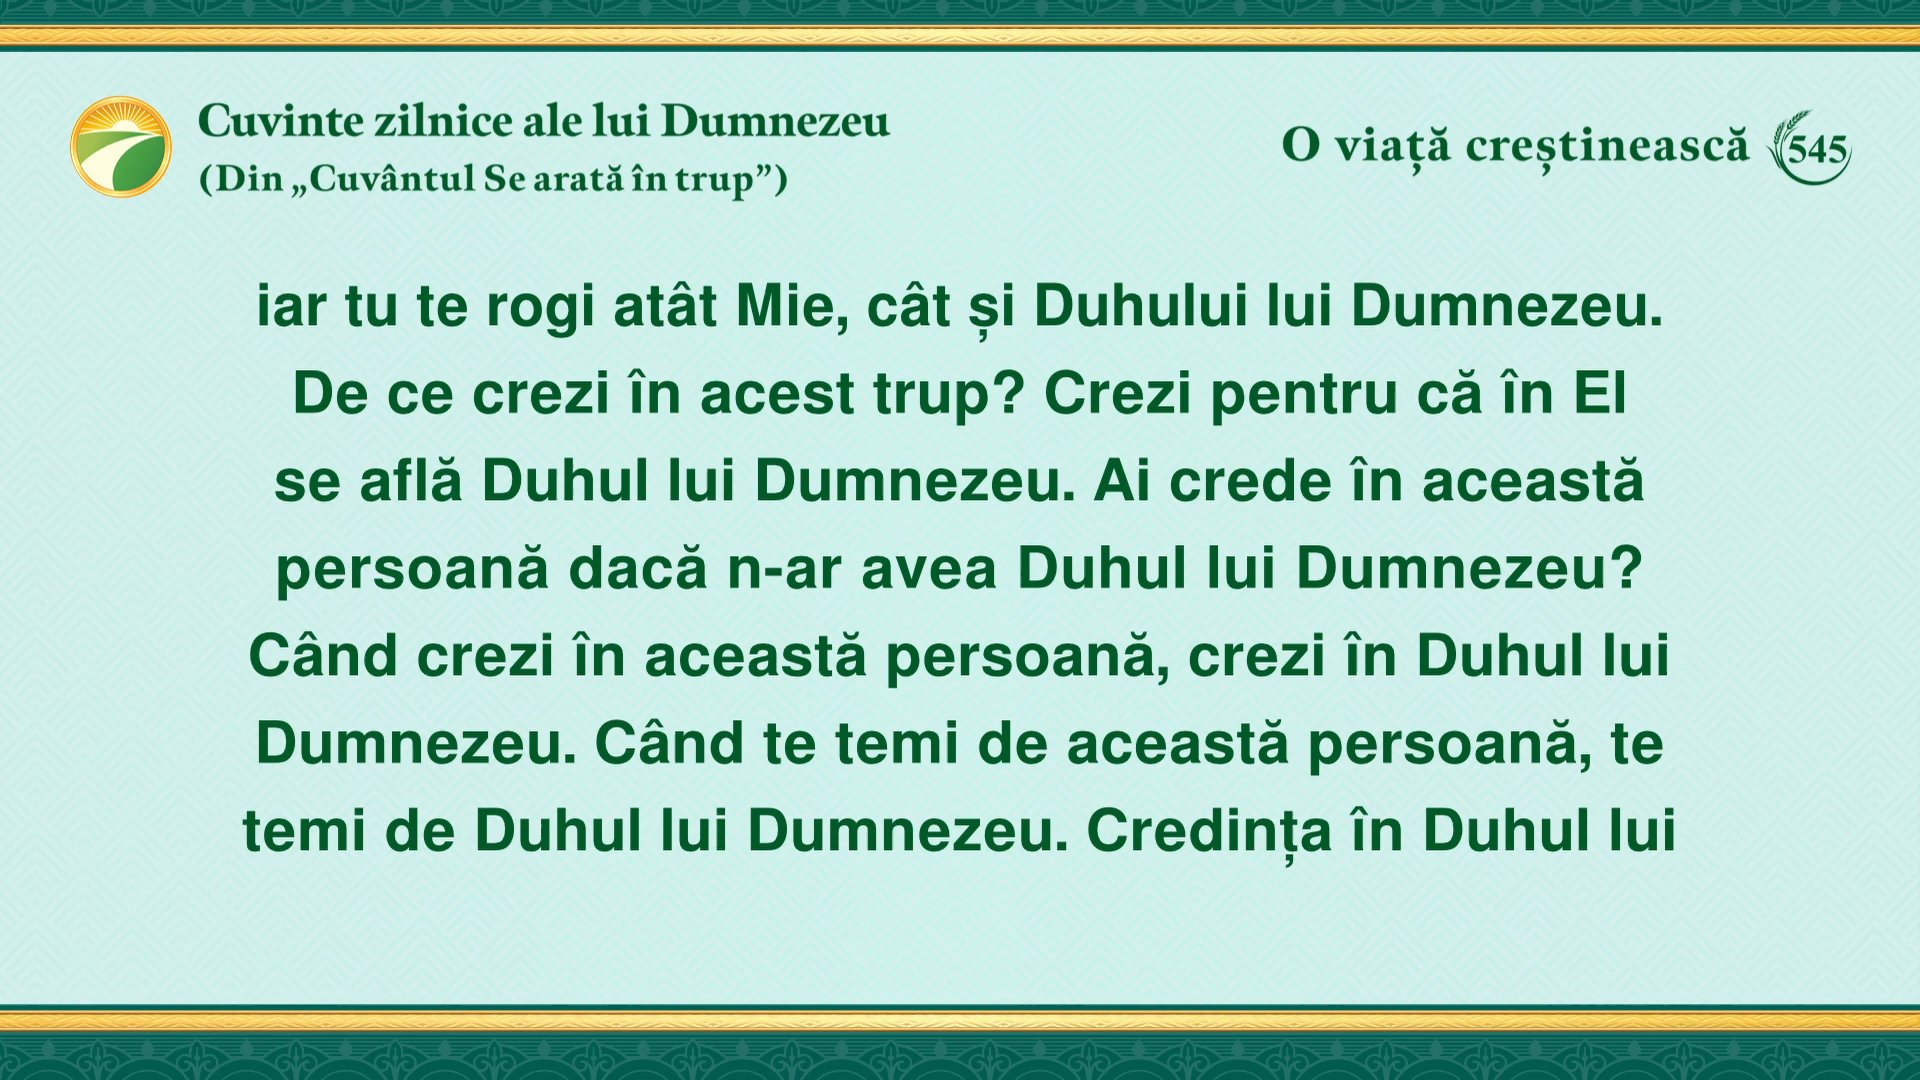 Cuvinte zilnice ale lui Dumnezeu
(Din „Cuvântul Se arată în trup”)
O viață creștinească 545
iar tu te rogi atât Mie, cât și Duhului lui Dumnezeu.
De ce crezi în acest trup? Crezi pentru că în El
se află Duhul lui Dumnezeu. Ai crede în această
persoană dacă n-ar avea Duhul lui Dumnezeu?
Când crezi în această persoană, crezi în Duhul lui
Dumnezeu. Când te temi de această persoană, te
temi de Duhul lui Dumnezeu. Credința în Duhul lui